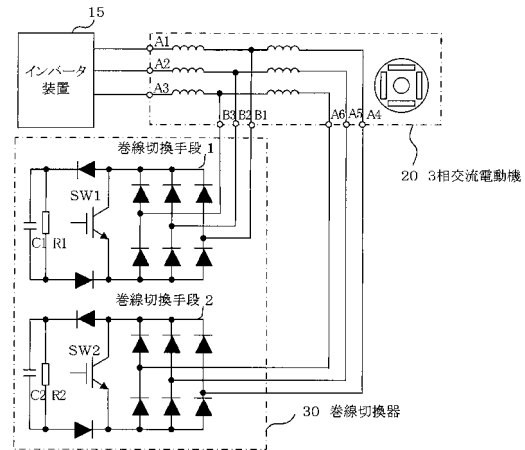 15
インバータ
装置
A1
A2
A3
B3
B2
B1
A6
A5
A4
20 3相交流電動機
巻線切換手段1
SW1
C1
R1
巻線切換手段2
SW2
C2
R2
30 巻線切換器